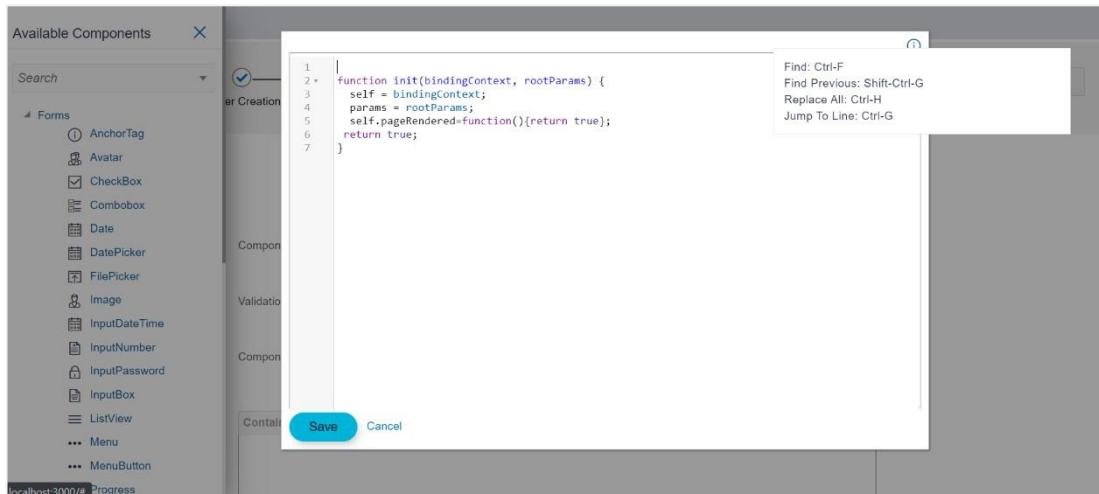 Available Components
Search
Forms
AnchorTag
Avatar
CheckBox
Combobox
Date
DatePicker
FilePicker
Image
InputDateTime
InputNumber
InputPassword
InputBox
ListView
Menu
MenuButton
Progress
localhost:3000/#
er Creation
Compon
Validatio
Compon
Contai
1
2 function init(bindingContext, rootParams) {
3 self = bindingContext;
4 params = rootParams;
5 self.pageRendered=function(){return true};
6 return true;
7 }
Save Cancel
Find: Ctrl-F
Find Previous: Shift-Ctrl-G
Replace All: Ctrl-H
Jump To Line: Ctrl-G